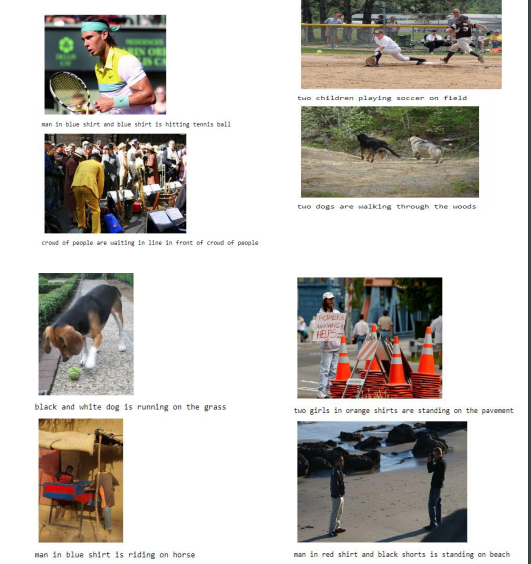 man in blue shirt and blue shirt is hitting tennis ball
two children playing soccer on field
two dogs are walking through the woods
crowd of people are waiting in line in front of crowd of people
HELPS
black and white dog is running on the grass
two girls in orange shirts are standing on the pavement
man in blue shirt is riding on horse
man in red shirt and black shorts is standing on beach